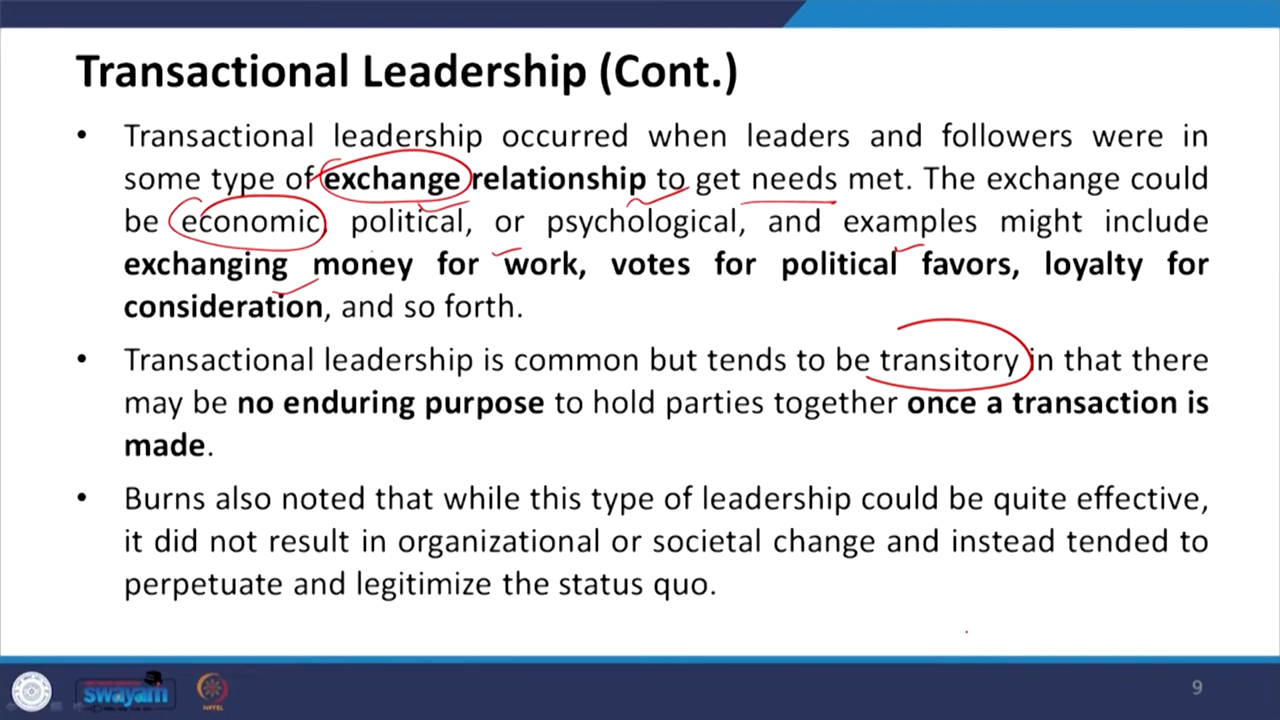 Transactional Leadership (Cont.)
• Transactional leadership occurred when leaders and followers were in
some type of exchange relationship to get needs met. The exchange could
be economic, political, or psychological, and examples might include
exchanging money for work, votes for political favors, loyalty for
consideration, and so forth.
• Transactional leadership is common but tends to be transitory in that there
may be no enduring purpose to hold parties together once a transaction is
made.
• Burns also noted that while this type of leadership could be quite effective,
it did not result in organizational or societal change and instead tended to
perpetuate and legitimize the status quo.
swayam
NPTEL
9